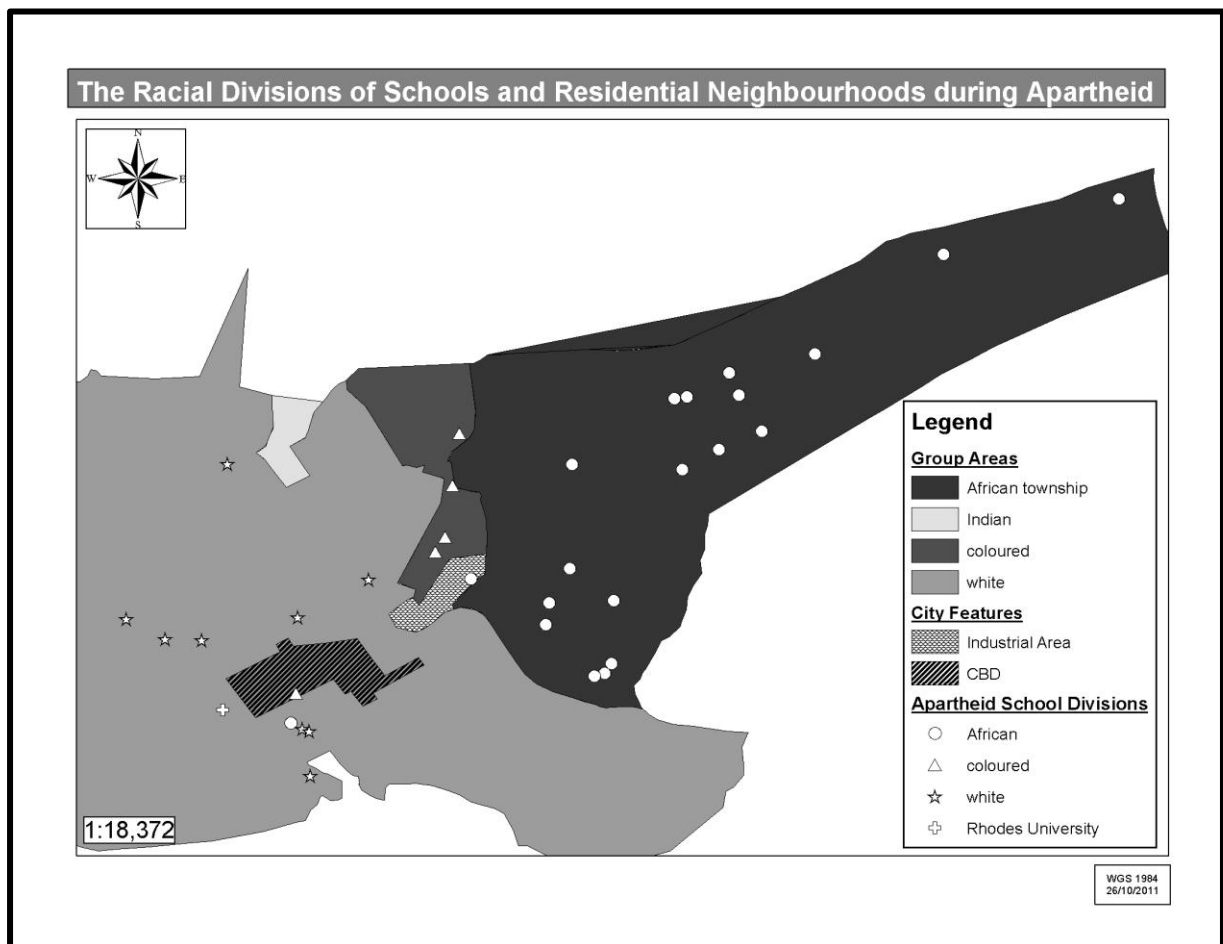 The Racial Divisions of Schools and Residential Neighbourhoods during Apartheid
N
W
E
S
Legend
Group Areas
African township
Indian
coloured
white
City Features
Industrial Area
CBD
Apartheid School Divisions
African
coloured
white
Rhodes University
1:18,372
WGS 1984
26/10/2011